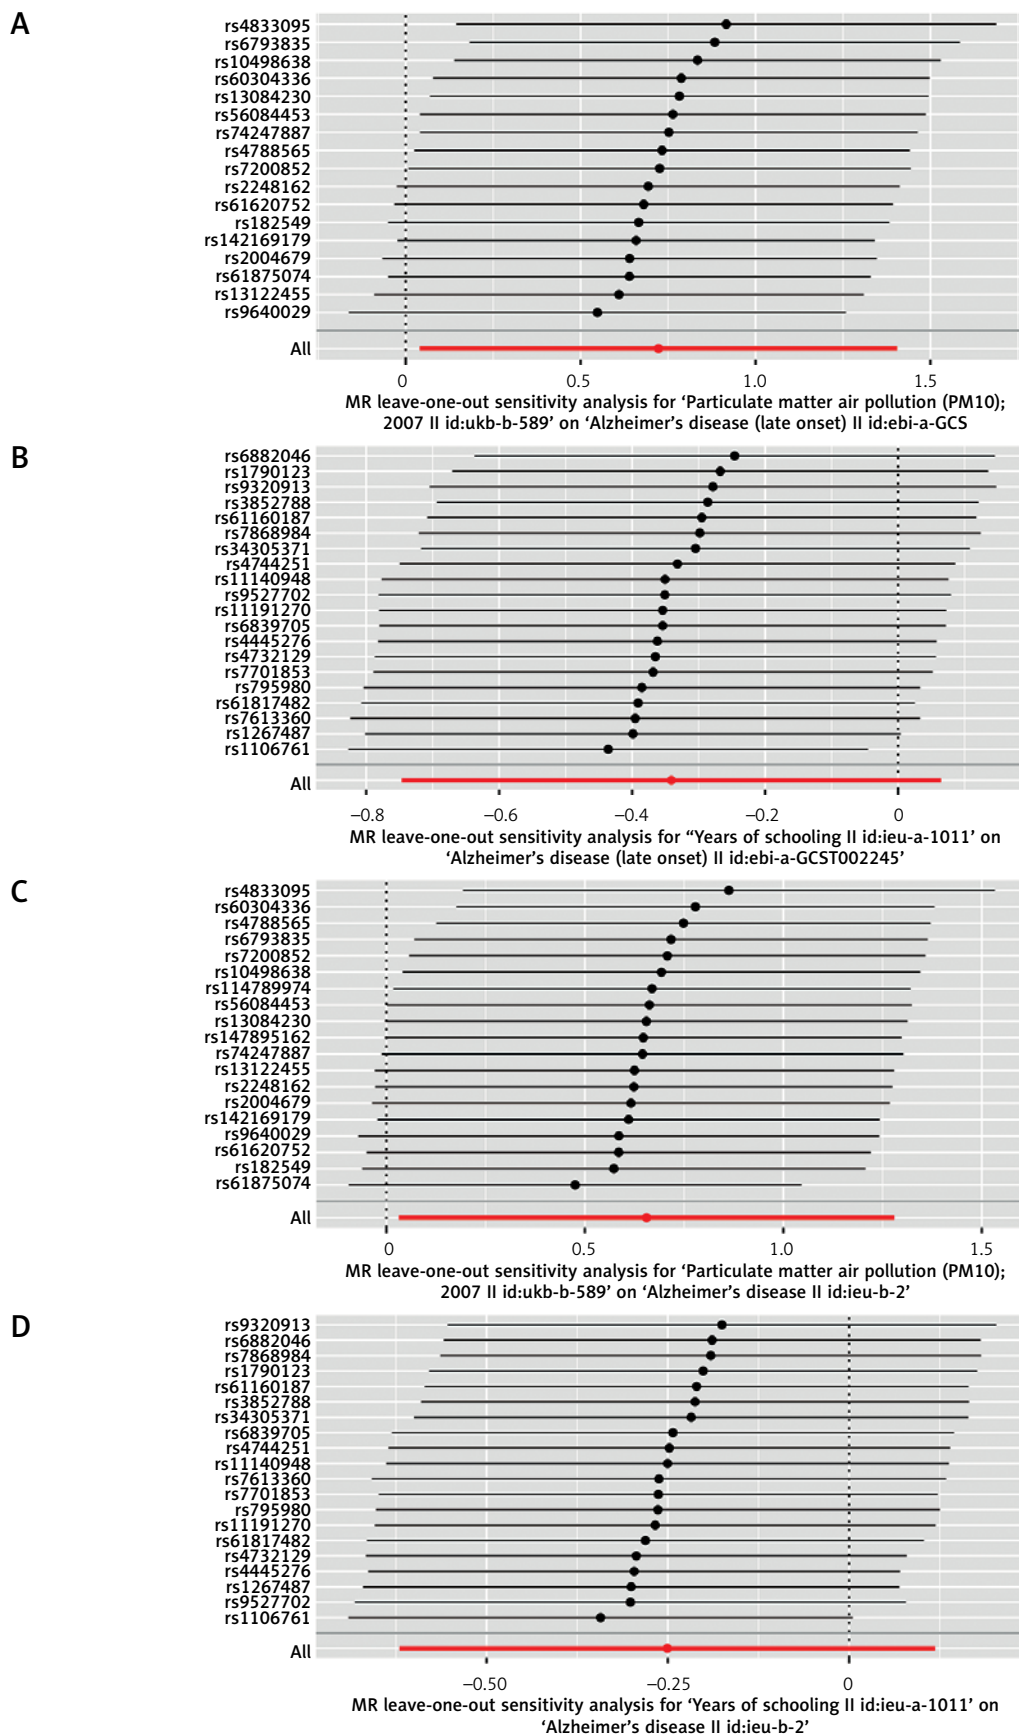 A
rs4833095
rs6793835
rs10498638
rs60304336
rs13084230
rs56084453
rs74247887
rs4788565
rs7200852
rs2248162
rs61620752
rs182549
rs142169179
rs2004679
rs61875074
rs13122455
rs9640029
All
0 0.5 1.0 1.5
MR leave-one-out sensitivity analysis for ‘Particulate matter air pollution (PM10);
2007 II id:ukb-b-589’ on ‘Alzheimer’s disease (late onset) II id:ebi-a-GCS
B
rs6882046
rs1790123
rs9320913
rs3852788
rs61160187
rs7868984
rs34305371
rs4744251
rs11140948
rs9527702
rs11191270
rs6839705
rs4445276
rs4732129
rs7701853
rs795980
rs61817482
rs7613360
rs1267487
rs1106761
All
–0.8 –0.6 –0.4 –0.2 0
MR leave-one-out sensitivity analysis for “Years of schooling II id:ieu-a-1011’ on
‘Alzheimer’s disease (late onset) II id:ebi-a-GCST002245’
C
rs4833095
rs60304336
rs4788565
rs6793835
rs7200852
rs10498638
rs114789974
rs56084453
rs13084230
rs147895162
rs74247887
rs13122455
rs2248162
rs2004679
rs142169179
rs9640029
rs61620752
rs182549
rs61875074
All
0 0.5 1.0 1.5
MR leave-one-out sensitivity analysis for ‘Particulate matter air pollution (PM10);
2007 II id:ukb-b-589’ on ‘Alzheimer’s disease II id:ieu-b-2’
D
rs9320913
rs6882046
rs7868984
rs1790123
rs61160187
rs3852788
rs34305371
rs6839705
rs4744251
rs11140948
rs7613360
rs7701853
rs795980
rs11191270
rs61817482
rs4732129
rs4445276
rs1267487
rs9527702
rs1106761
All
–0.50 –0.25 0
MR leave-one-out sensitivity analysis for ‘Years of schooling II id:ieu-a-1011’ on
‘Alzheimer’s disease II id:ieu-b-2’